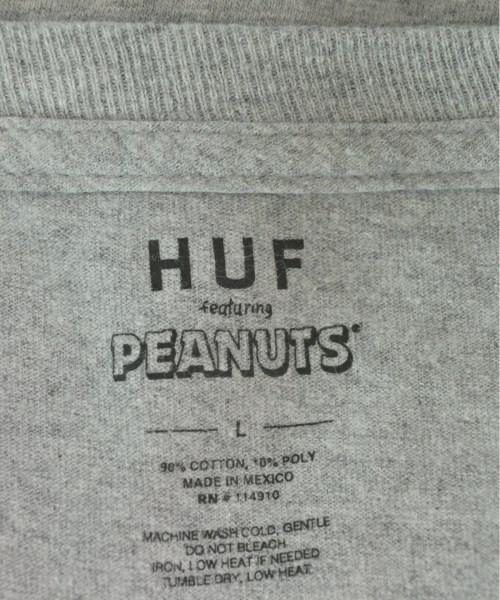 HUF
featuring
PEANUTS
L
90% COTTON, 10% POLY
MADE IN MEXICO
RN # 114910
MACHINE WASH COLD, GENTLE
DO NOT BLEACH
IRON, LOW HEAT IF NEEDED
TUMBLE DRY, LOW HEAT